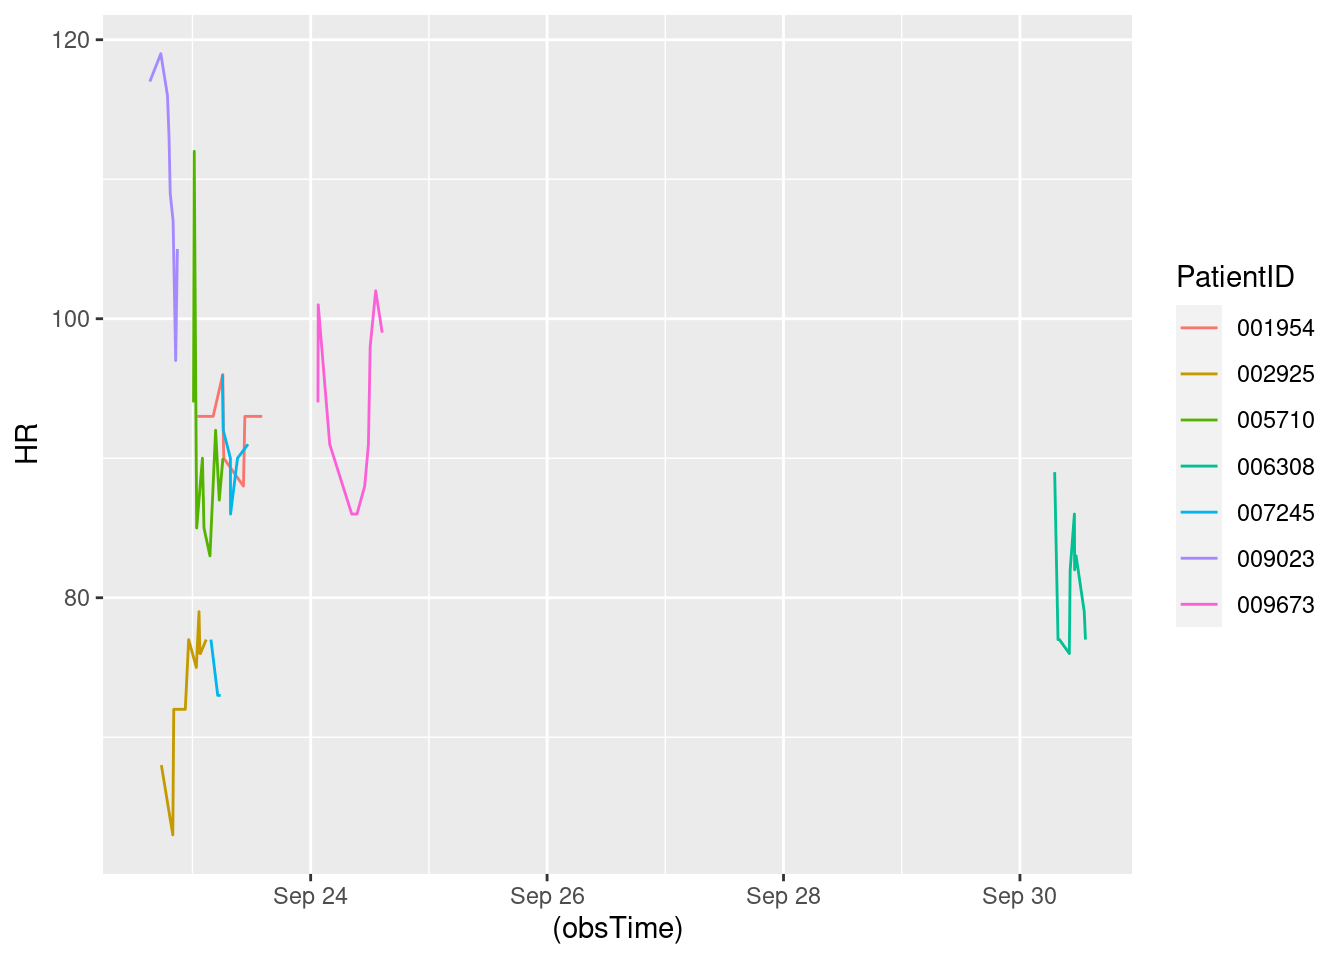 120
100
80
HR
Sep 24
Sep 26
Sep 28
Sep 30
(obsTime)
PatientID
001954
002925
005710
006308
007245
009023
009673